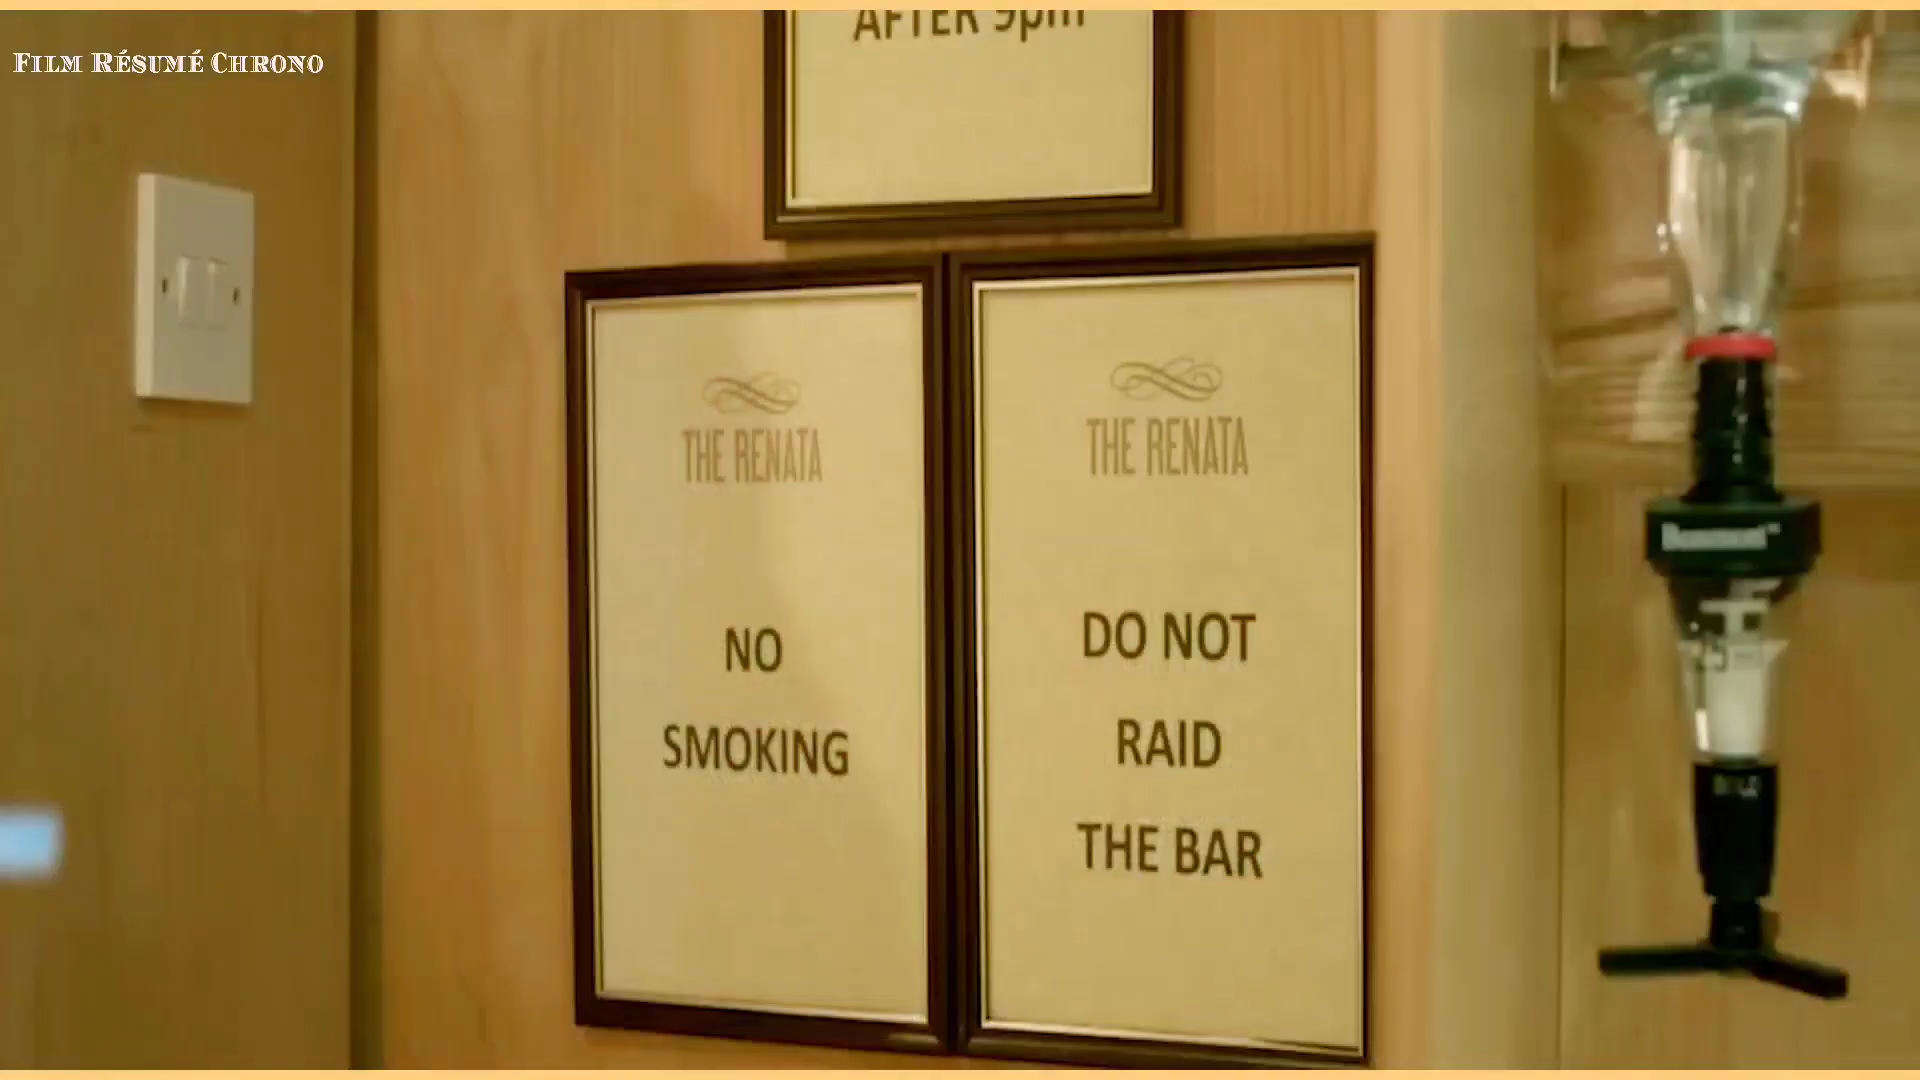 FILM RÉSUMÉ CHRONO
AFTER 9pm
THE RENATA
NO
SMOKING
THE RENATA
DO NOT
RAID
THE BAR